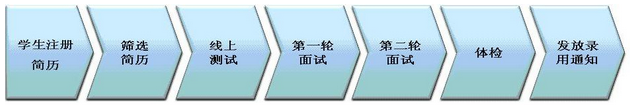 学生注册
简历
筛选
简历
线上
测试
第一轮
面试
第二轮
面试
体检
发放录
用通知